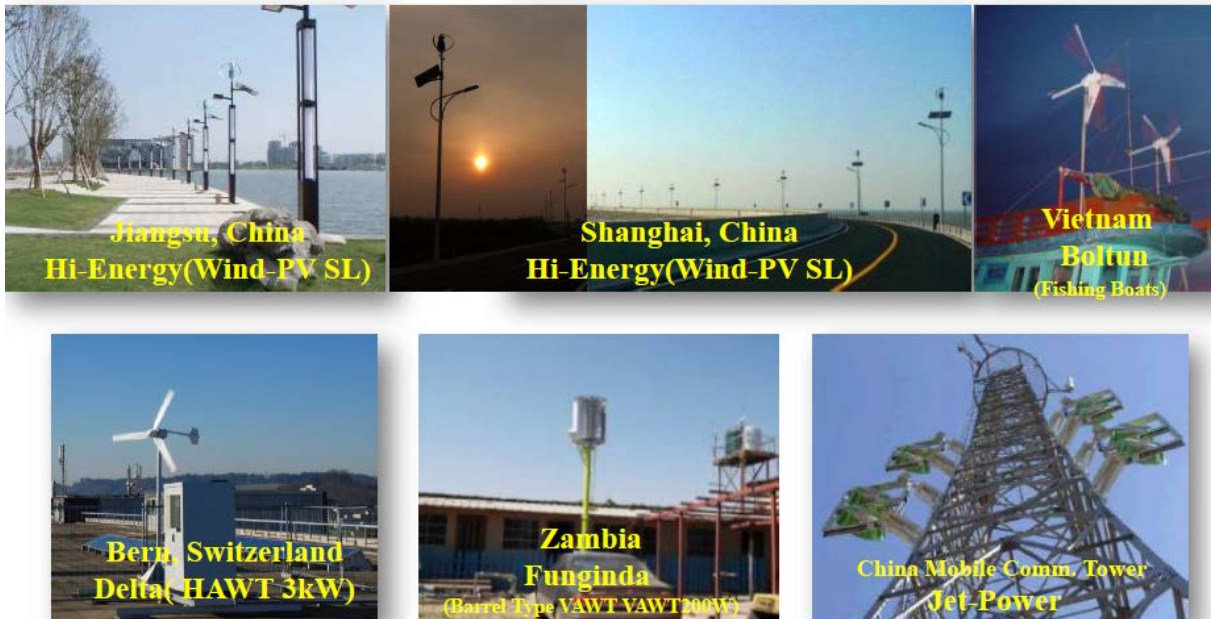 Jiangsu, China
Hi-Energy(Wind-PV SL)
Shanghai, China
Hi-Energy(Wind-PV SL)
Vietnam
Boltun
(Fishing Boats)
Bern, Switzerland
Delta( HAWT 3kW)
Zambia
Funginda
(Barrel Type VAWT VAWT200W)
China Mobile Comm. Tower
Jet-Power